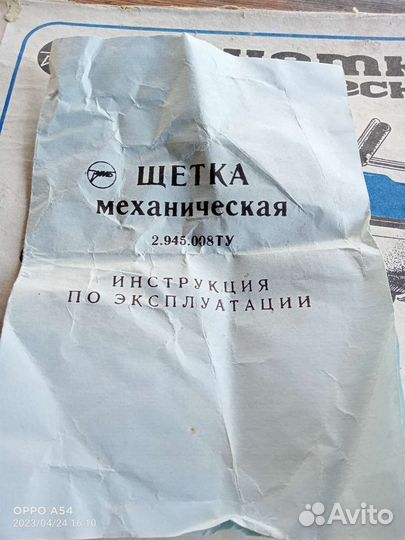 ЩЕТКА
механическая
2.945.008ТУ
ИНСТРУКЦИЯ
ПО ЭКСПЛУАТАЦИИ
OPPO A54
2023/04/24 16:10
Avito